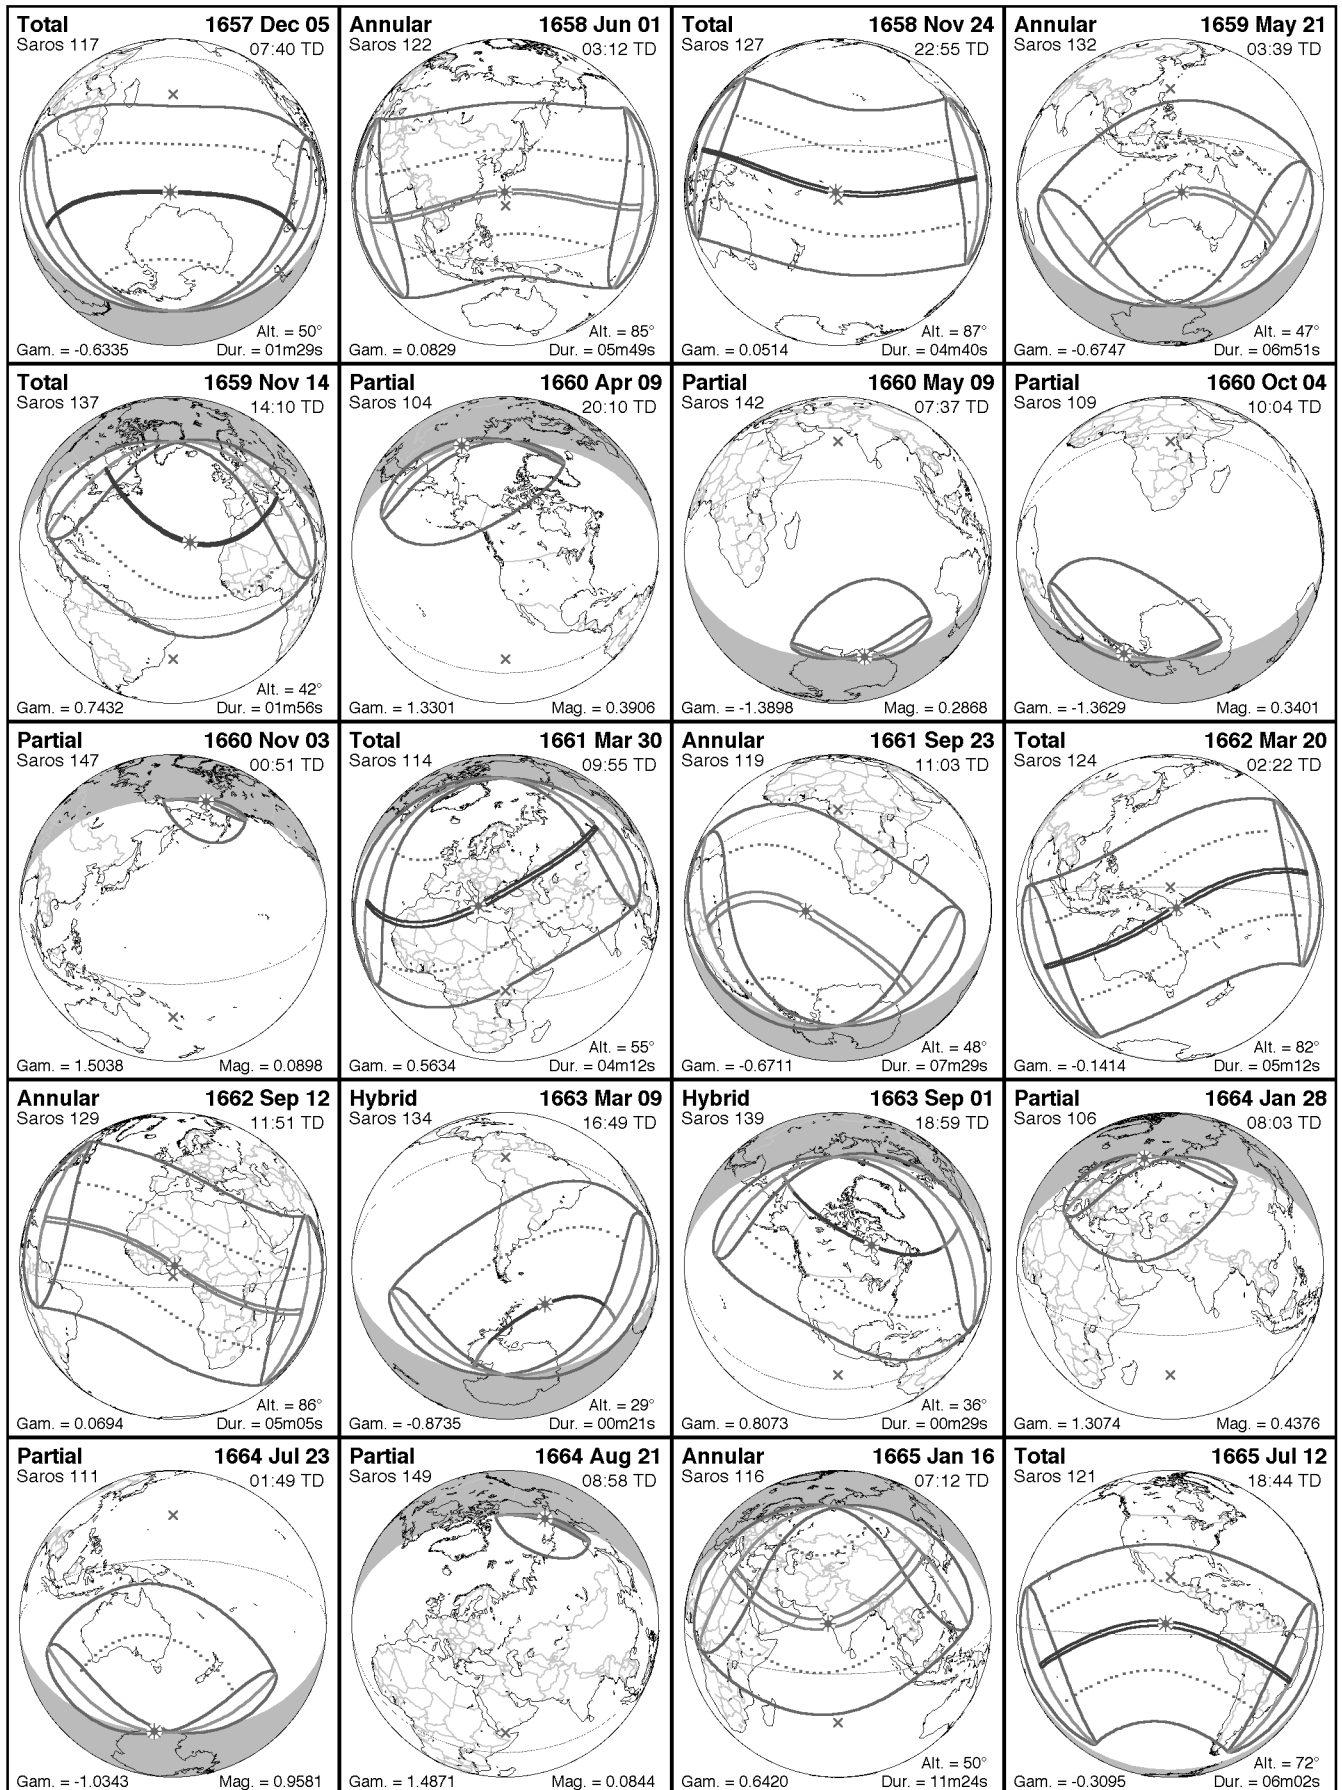 Total 1657 Dec 05
Saros 117 07:40 TD
Alt. = 50°
Gam. = -0.6335 Dur. = 01m29s
Annular 1658 Jun 01
Saros 122 03:12 TD
Alt. = 85°
Gam. = 0.0829 Dur. = 05m49s
Total 1658 Nov 24
Saros 127 22:55 TD
Alt. = 87°
Gam. = 0.0514 Dur. = 04m40s
Annular 1659 May 21
Saros 132 03:39 TD
Alt. = 47°
Gam. = -0.6747 Dur. = 06m51s
Total 1659 Nov 14
Saros 137 14:10 TD
Alt. = 42°
Gam. = 0.7432 Dur. = 01m56s
Partial 1660 Apr 09
Saros 104 20:10 TD
Gam. = 1.3301 Mag. = 0.3906
Partial 1660 May 09
Saros 142 07:37 TD
Gam. = -1.3898 Mag. = 0.2868
Partial 1660 Oct 04
Saros 109 10:04 TD
Gam. = -1.3629 Mag. = 0.3401
Partial 1660 Nov 03
Saros 147 00:51 TD
Gam. = 1.5038 Mag. = 0.0898
Total 1661 Mar 30
Saros 114 09:55 TD
Alt. = 55°
Gam. = 0.5634 Dur. = 04m12s
Annular 1661 Sep 23
Saros 119 11:03 TD
Alt. = 48°
Gam. = -0.6711 Dur. = 07m29s
Total 1662 Mar 20
Saros 124 02:22 TD
Alt. = 82°
Gam. = -0.1414 Dur. = 05m12s
Annular 1662 Sep 12
Saros 129 11:51 TD
Alt. = 86°
Gam. = 0.0694 Dur. = 05m05s
Hybrid 1663 Mar 09
Saros 134 16:49 TD
Alt. = 29°
Gam. = -0.8735 Dur. = 00m21s
Hybrid 1663 Sep 01
Saros 139 18:59 TD
Alt. = 36°
Gam. = 0.8073 Dur. = 00m29s
Partial 1664 Jan 28
Saros 106 08:03 TD
Gam. = 1.3074 Mag. = 0.4376
Partial 1664 Jul 23
Saros 111 01:49 TD
Gam. = -1.0343 Mag. = 0.9581
Partial 1664 Aug 21
Saros 149 08:58 TD
Gam. = 1.4871 Mag. = 0.0844
Annular 1665 Jan 16
Saros 116 07:12 TD
Alt. = 50°
Gam. = 0.6420 Dur. = 11m24s
Total 1665 Jul 12
Saros 121 18:44 TD
Alt. = 72°
Gam. = -0.3095 Dur. = 06m02s